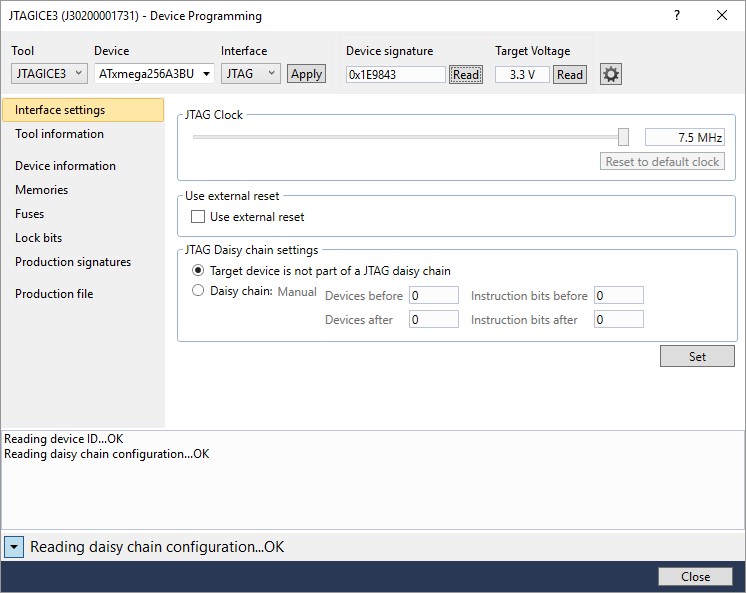 JTAGICE3 (J30200001731) - Device Programming ?
Tool Device Interface Device signature Target Voltage
JTAGICE3 ATxmega256A3BU JTAG Apply 0x1E9843 Read 3.3 V Read
Interface settings
Tool information
Device information
Memories
Fuses
Lock bits
Production signatures
Production file
JTAG Clock
7.5 MHz
Reset to default clock
Use external reset
Use external reset
JTAG Daisy chain settings
Target device is not part of a JTAG daisy chain
Daisy chain: Manual Devices before 0 Instruction bits before 0
Devices after 0 Instruction bits after 0
Set
Reading device ID...OK
Reading daisy chain configuration...OK
Reading daisy chain configuration...OK
Close